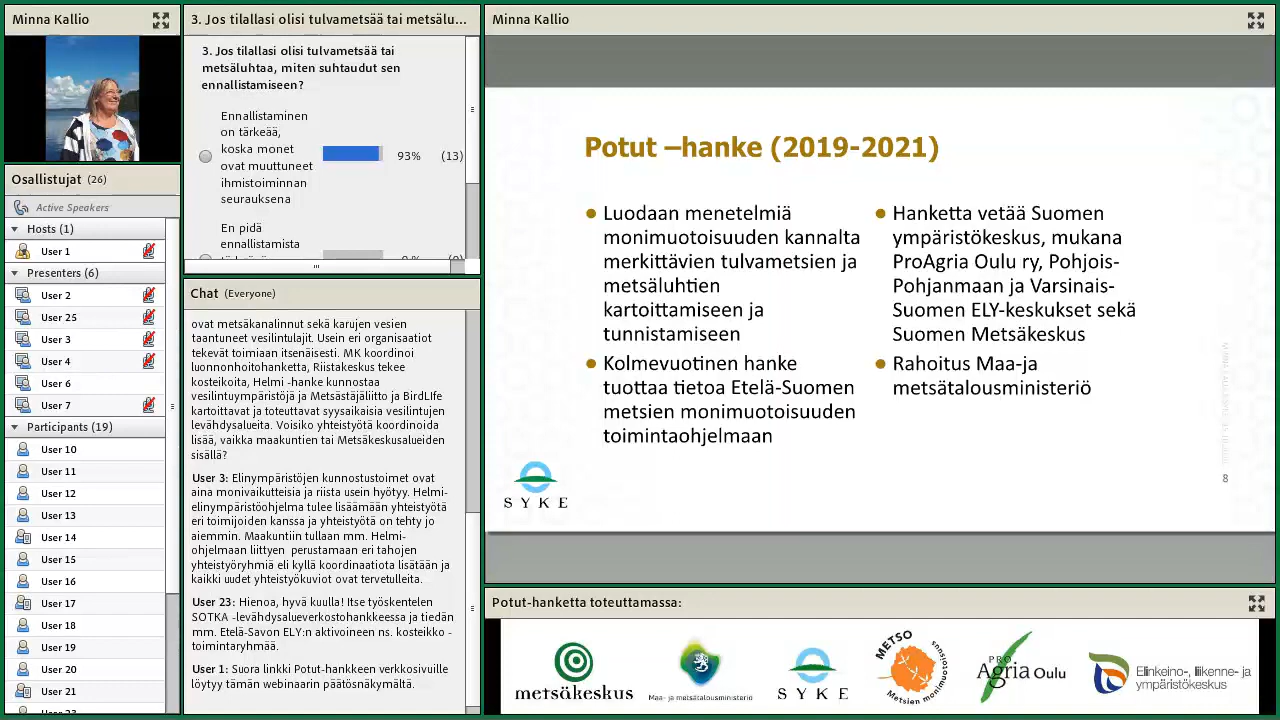 Minna Kallio
Osallistujat (26)
Active Speakers
Hosts (1)
User 1
Presenters (6)
User 2
User 25
User 3
User 4
User 6
User 7
Participants (19)
User 10
User 11
User 12
User 13
User 14
User 15
User 16
User 17
User 18
User 19
User 20
User 21
3. Jos tilallasi olisi tulvametsää tai metsälu...
3. Jos tilallasi olisi tulvametsää tai
metsäluhtaa, miten suhtaudut sen
ennallistamiseen?
Ennallistaminen
on tärkeää,
koska monet
ovat muuttuneet
ihmistoiminnan
seurauksena
93% (13)
En pidä
ennallistamista
Chat (Everyone)
ovat metsäkanalinnut sekä karujen vesien
taantuneet vesilintulajit. Usein eri organisaatiot
tekevät toimiaan itsenäisesti. MK koordinoi
luonnonhoitohanketta, Riistakeskus tekee
kosteikoita, Helmi -hanke kunnostaa
vesilintuympäristöjä ja Metsästäjäliitto ja BirdLIfe
kartoittavat ja toteuttavat syysaikaisia vesilintujen
levähdysalueita. Voisiko yhteistyötä koordinoida
lisää, vaikka maakuntien tai Metsäkeskusalueiden
sisällä?
User 3: Elinympäristöjen kunnostustoimet ovat
aina monivaikutteisia ja riista usein hyötyy. Helmi-
elinympäristöohjelma tulee lisäämään yhteistyötä
eri toimijoiden kanssa ja yhteistyötä on tehty jo
aiemmin. Maakuntiin tullaan mm. Helmi-
ohjelmaan liittyen perustamaan eri tahojen
yhteistyöryhmiä eli kyllä koordinaatiota lisätään ja
kaikki uudet yhteistyökuviot ovat tervetulleita.
User 23: Hienoa, hyvä kuulla! Itse työskentelen
SOTKA -levähdysalueverkostohankkeessa ja tiedän
mm. Etelä-Savon ELY:n aktivoineen ns. kosteikko -
toimintaryhmää.
User 1: Suora linkki Potut-hankkeen verkkosivuille
löytyy tämän webinaarin päätösnäkymältä.
Minna Kallio
Potut –hanke (2019-2021)
Luodaan menetelmiä
monimuotoisuuden kannalta
merkittävien tulvametsien ja
metsäluhtien
kartoittamiseen ja
tunnistamiseen
Kolmevuotinen hanke
tuottaa tietoa Etelä-Suomen
metsien monimuotoisuuden
toimintaohjelmaan
Hanketta vetää Suomen
ympäristökeskus, mukana
ProAgria Oulu ry, Pohjois-
Pohjanmaan ja Varsinais-
Suomen ELY-keskukset sekä
Suomen Metsäkeskus
Rahoitus Maa-ja
metsätalousministeriö
SYKE
8
Potut-hanketta toteuttamassa:
metsäkeskus
Maa- ja metsätalousministeriö
SYKE
METSO
Metsien monimuotoisuus
PRO
Agria Oulu
Elinkeino-, liikenne- ja
ympäristökeskus